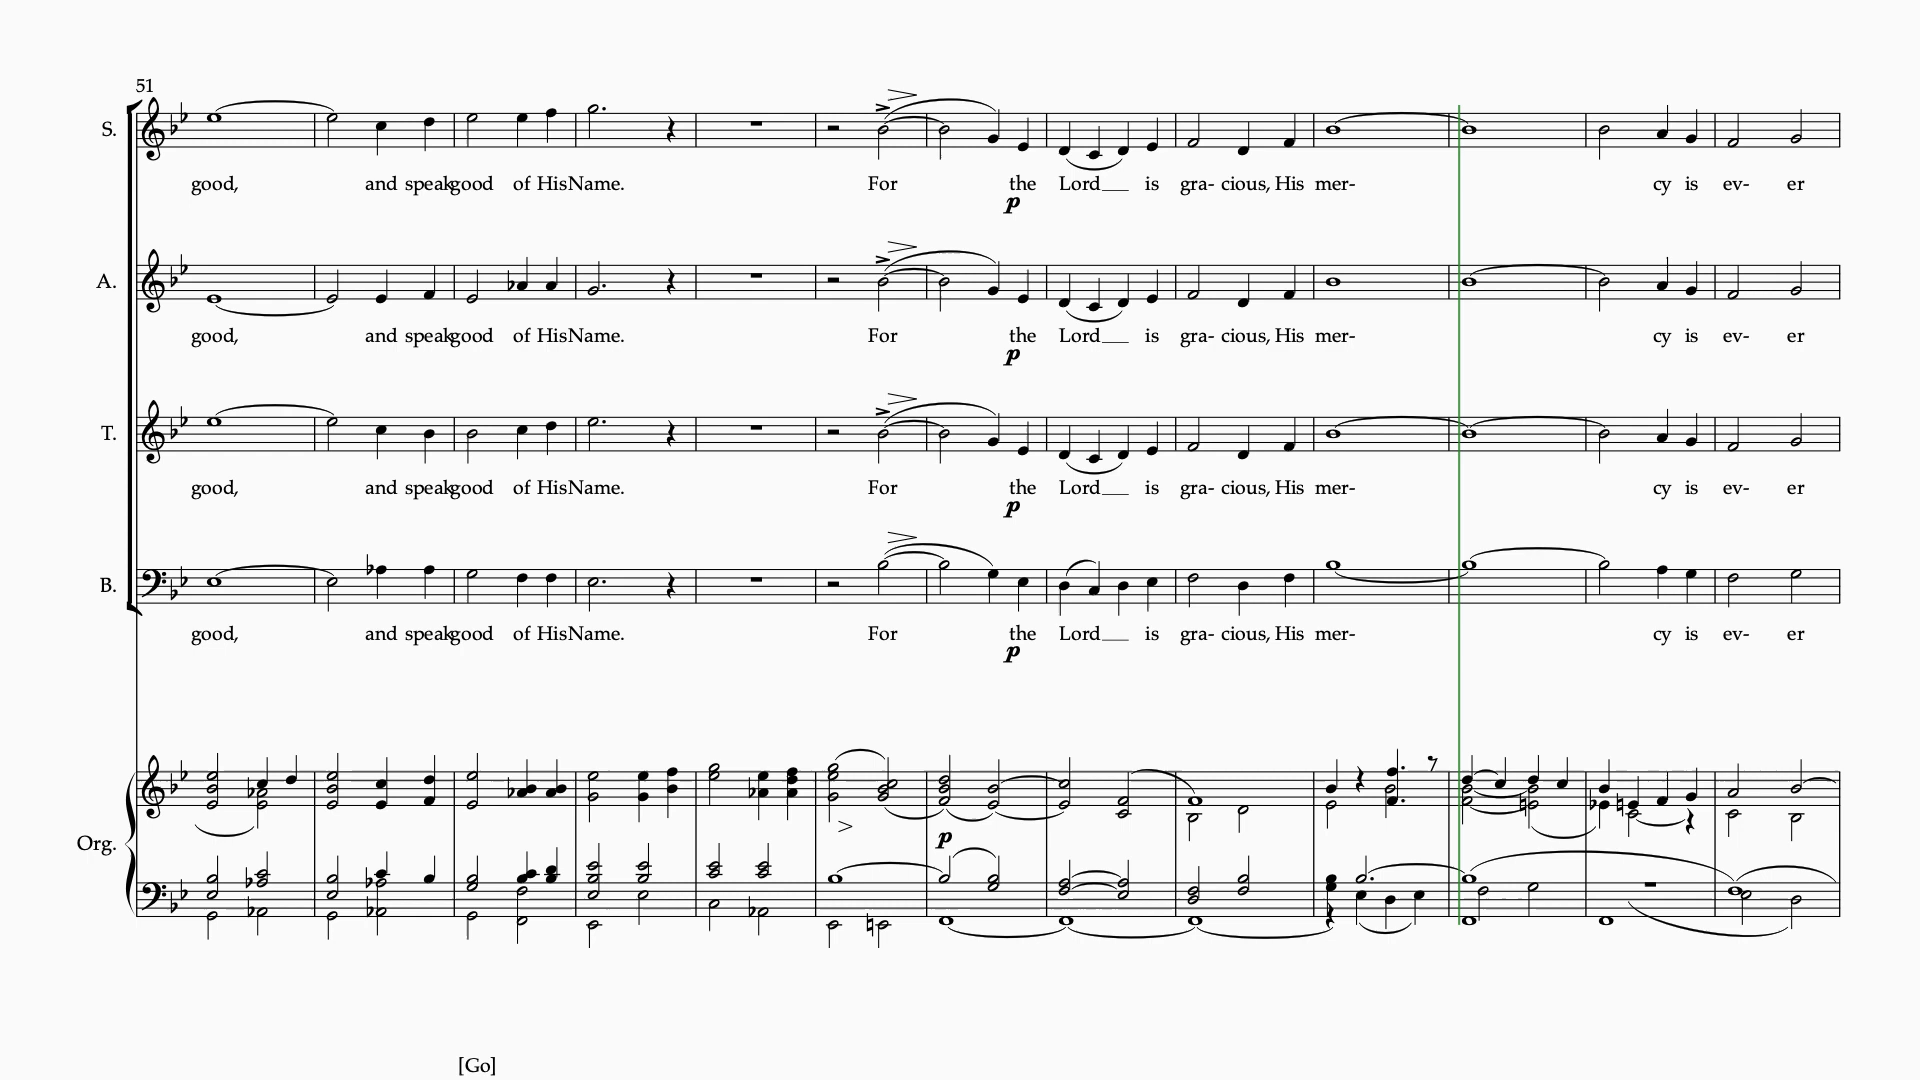 51
S.
good, and speak good of His Name. For the Lord__ is gra- cious, His mer- cy is ev- er
p
A.
good, and speak good of His Name. For the Lord__ is gra- cious, His mer- cy is ev- er
p
T.
good, and speak good of His Name. For the Lord__ is gra- cious, His mer- cy is ev- er
p
B.
good, and speak good of His Name. For the Lord__ is gra- cious, His mer- cy is ev- er
p
p
Org.
[Go]